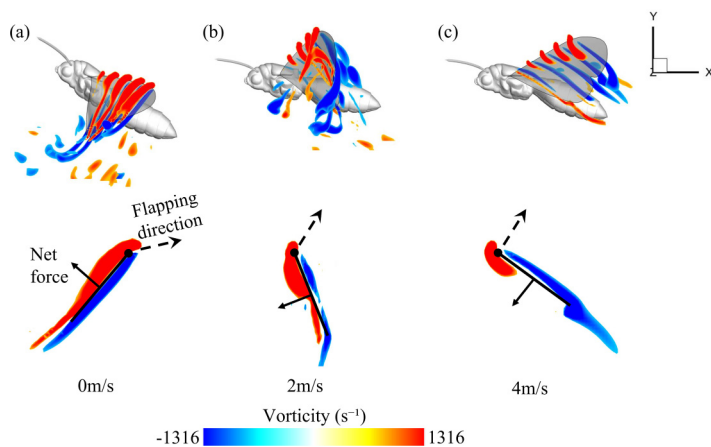 (a)
(b)
(c)
Y
Z
X
Flapping
direction
Net
force
0m/s
2m/s
4m/s
Vorticity (s⁻¹)
-1316
1316